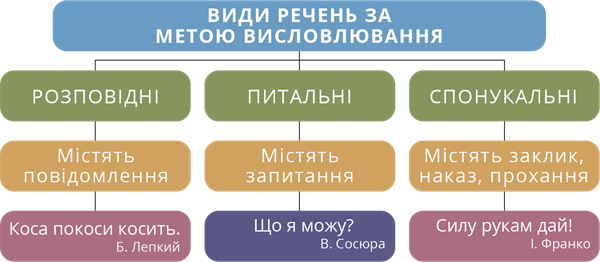 ВИДИ РЕЧЕНЬ ЗА
МЕТОЮ ВИСЛОВЛЮВАННЯ
РОЗПОВІДНІ
ПИТАЛЬНІ
СПОНУКАЛЬНІ
Містять
повідомлення
Містять
запитання
Містять заклик,
наказ, прохання
Коса покоси косить.
Б. Лепкий
Що я можу?
В. Сосюра
Силу рукам дай!
І. Франко